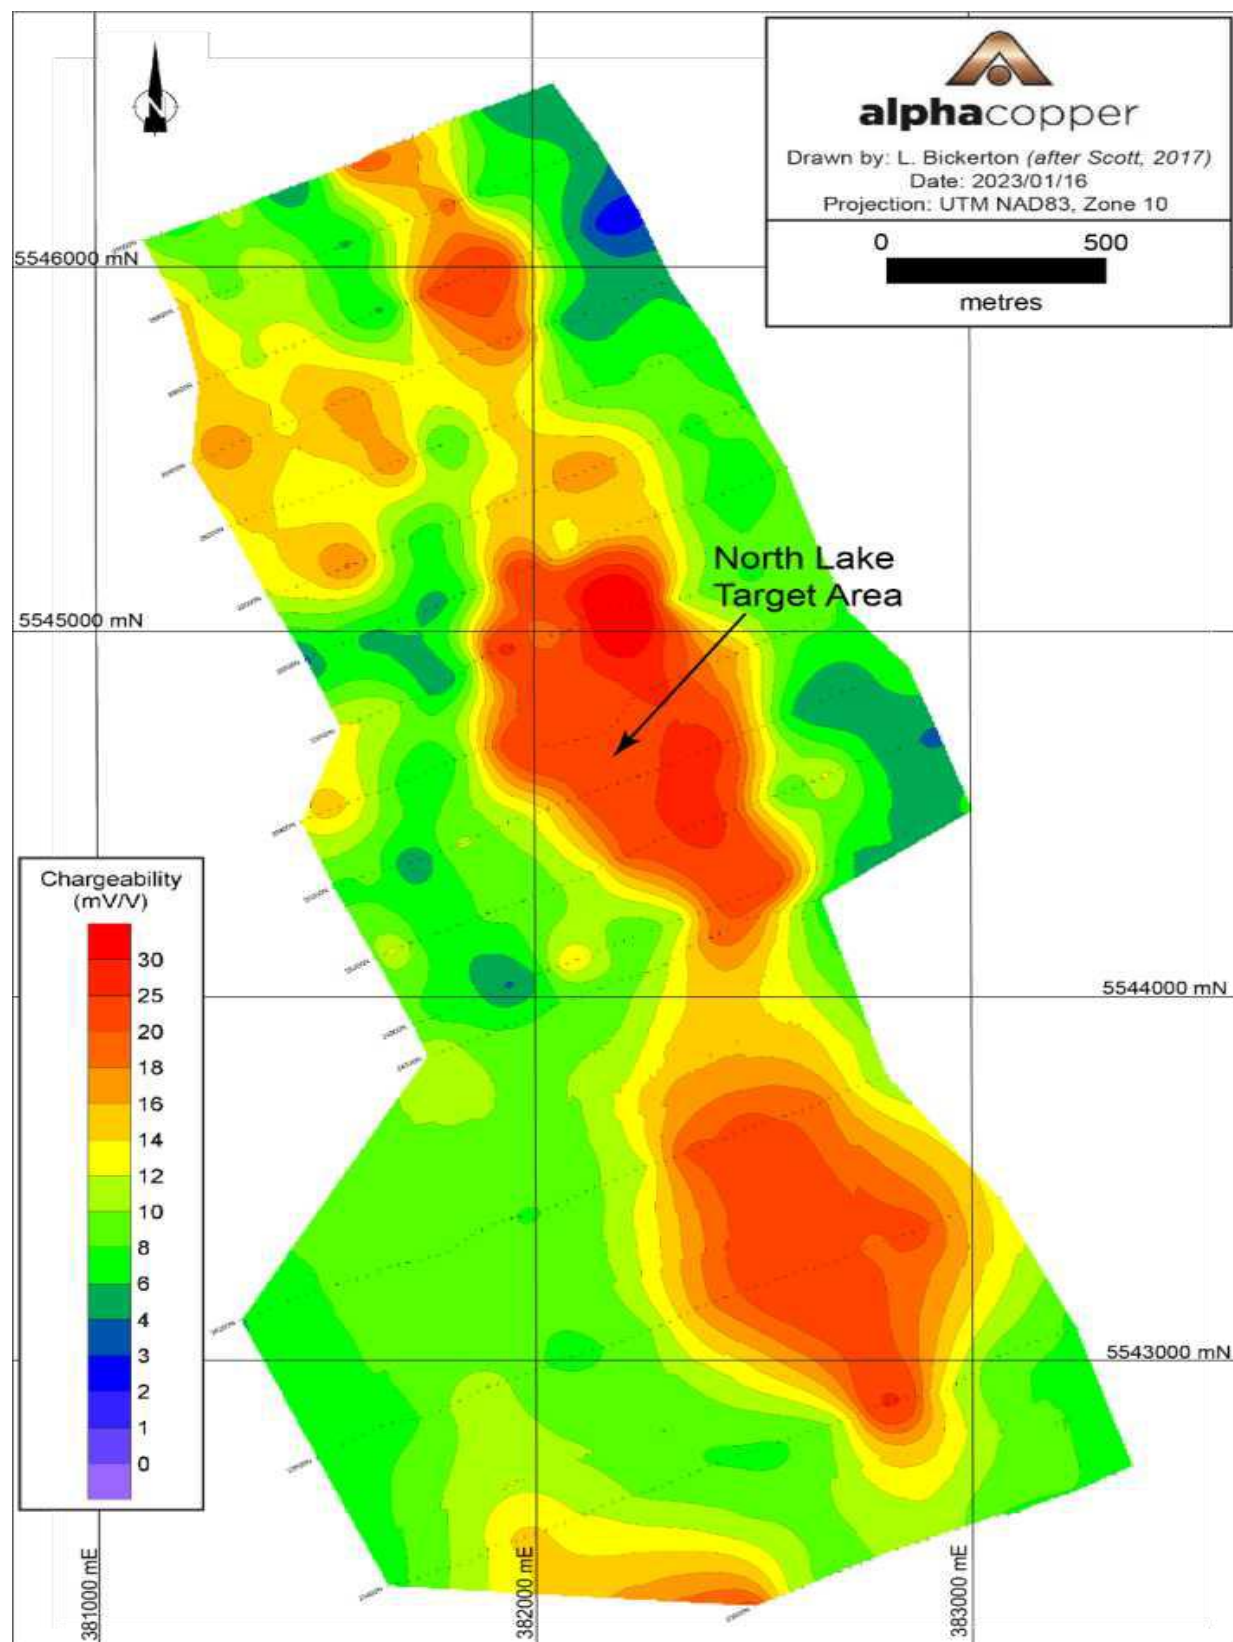 N
alphacopper
Drawn by: L. Bickerton (after Scott, 2017)
Date: 2023/01/16
Projection: UTM NAD83, Zone 10
0 500
metres
5546000 mN
North Lake
Target Area
5545000 mN
5544000 mN
5543000 mN
Chargeability
(mV/V)
30
25
20
18
16
14
12
10
8
6
4
3
2
1
0
381000 mE
382000 mE
383000 mE